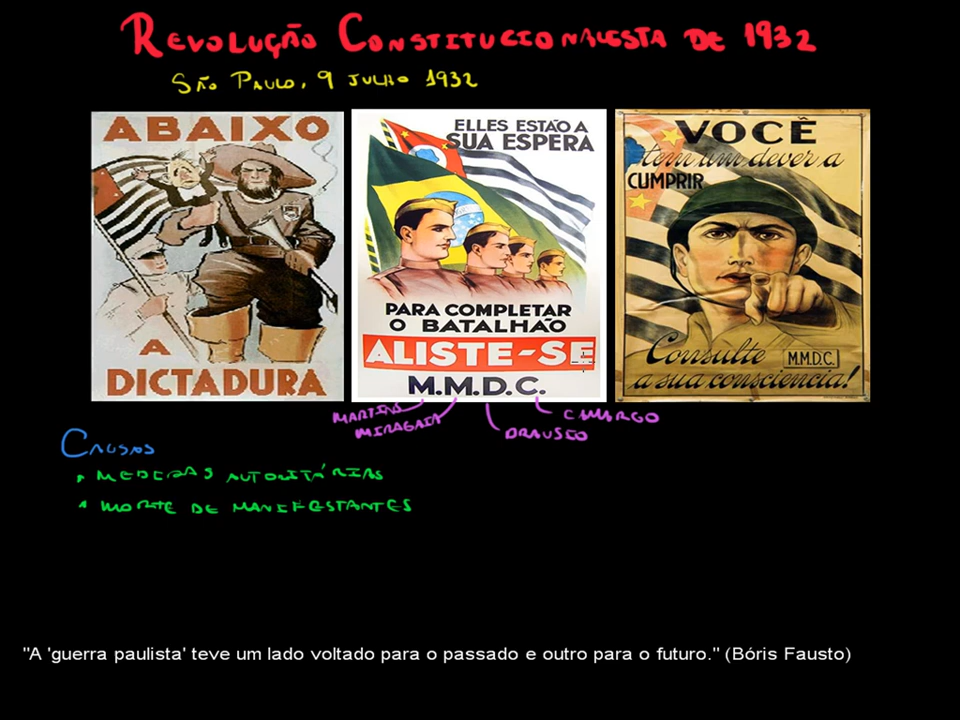 REVOLUÇÃO CONSTITUCIONALISTA DE 1932
SÃO PAULO, 9 JULHO 1932
ABAIXO
A
DICTADURA
ELLES ESTÃO A
SUA ESPERA
PARA COMPLETAR
O BATALHÃO
ALISTE-SE
M.M.D.C.
VOCÊ
tem um dever a
CUMPRIR
Consulte M.M.D.C.
a sua consciencia!
MARTINS
MIRAGAIA
DRAUSIO
CAMARGO
CAUSAS
• MEDIDAS AUTORITÁRIAS
• MORTE DE MANIFESTANTES
"A 'guerra paulista' teve um lado voltado para o passado e outro para o futuro." (Bóris Fausto)